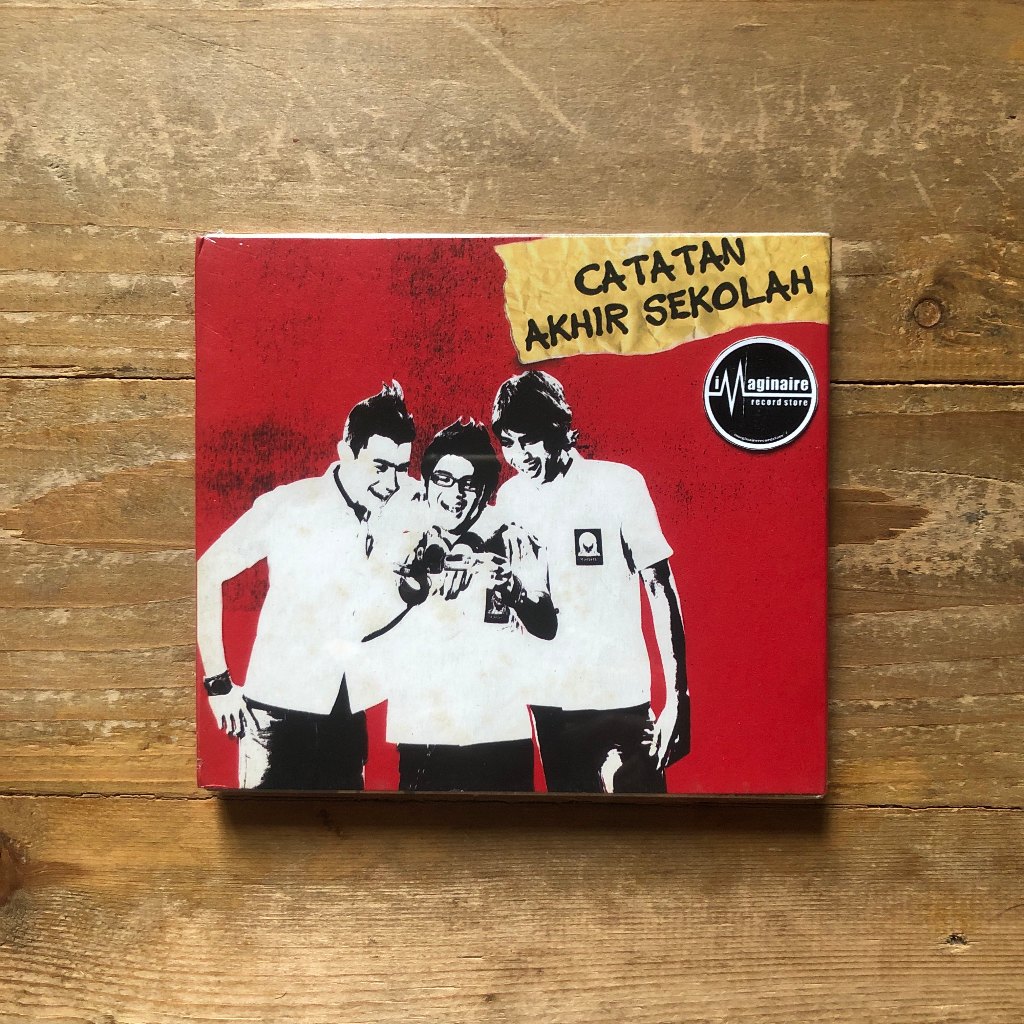 CATATAN
AKHIR SEKOLAH
iMaginaire
record store